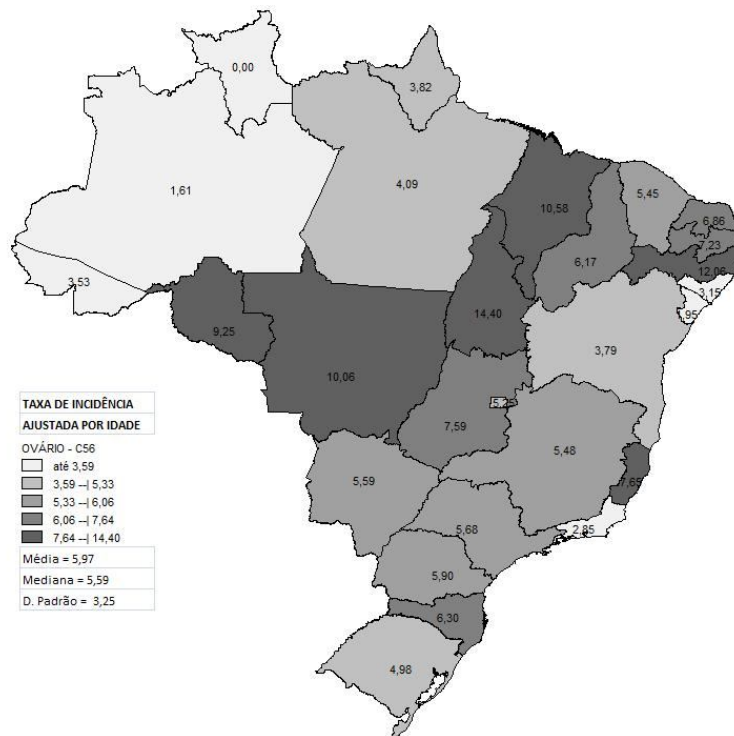 0,00
3,82
1,61
4,09
10,58
5,45
6,86
7,23
6,17
12,06
3,15
,95
3,53
9,25
14,40
3,79
10,06
5,25
7,59
5,48
5,59
7,65
5,68
2,85
5,90
6,30
4,98
TAXA DE INCIDÊNCIA
AJUSTADA POR IDADE
OVÁRIO - C56
até 3,59
3,59 --| 5,33
5,33 --| 6,06
6,06 --| 7,64
7,64 --| 14,40
Média = 5,97
Mediana = 5,59
D. Padrão = 3,25